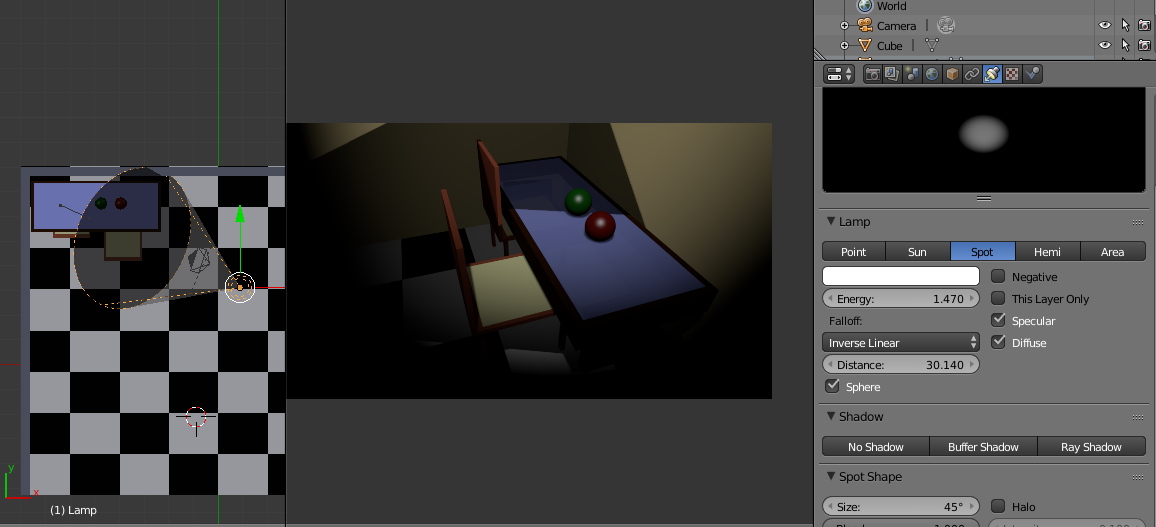 World
Camera
Cube
Lamp
Point Sun Spot Hemi Area
Negative
Energy: 1.470 This Layer Only
Falloff: Specular
Inverse Linear Diffuse
Distance: 30.140
Sphere
Shadow
No Shadow Buffer Shadow Ray Shadow
Spot Shape
Size: 45° Halo
y
x
(1) Lamp